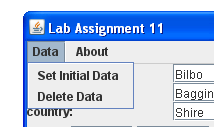 Lab Assignment 11
Data About
Set Initial Data Bilbo
Delete Data Baggin
country: Shire